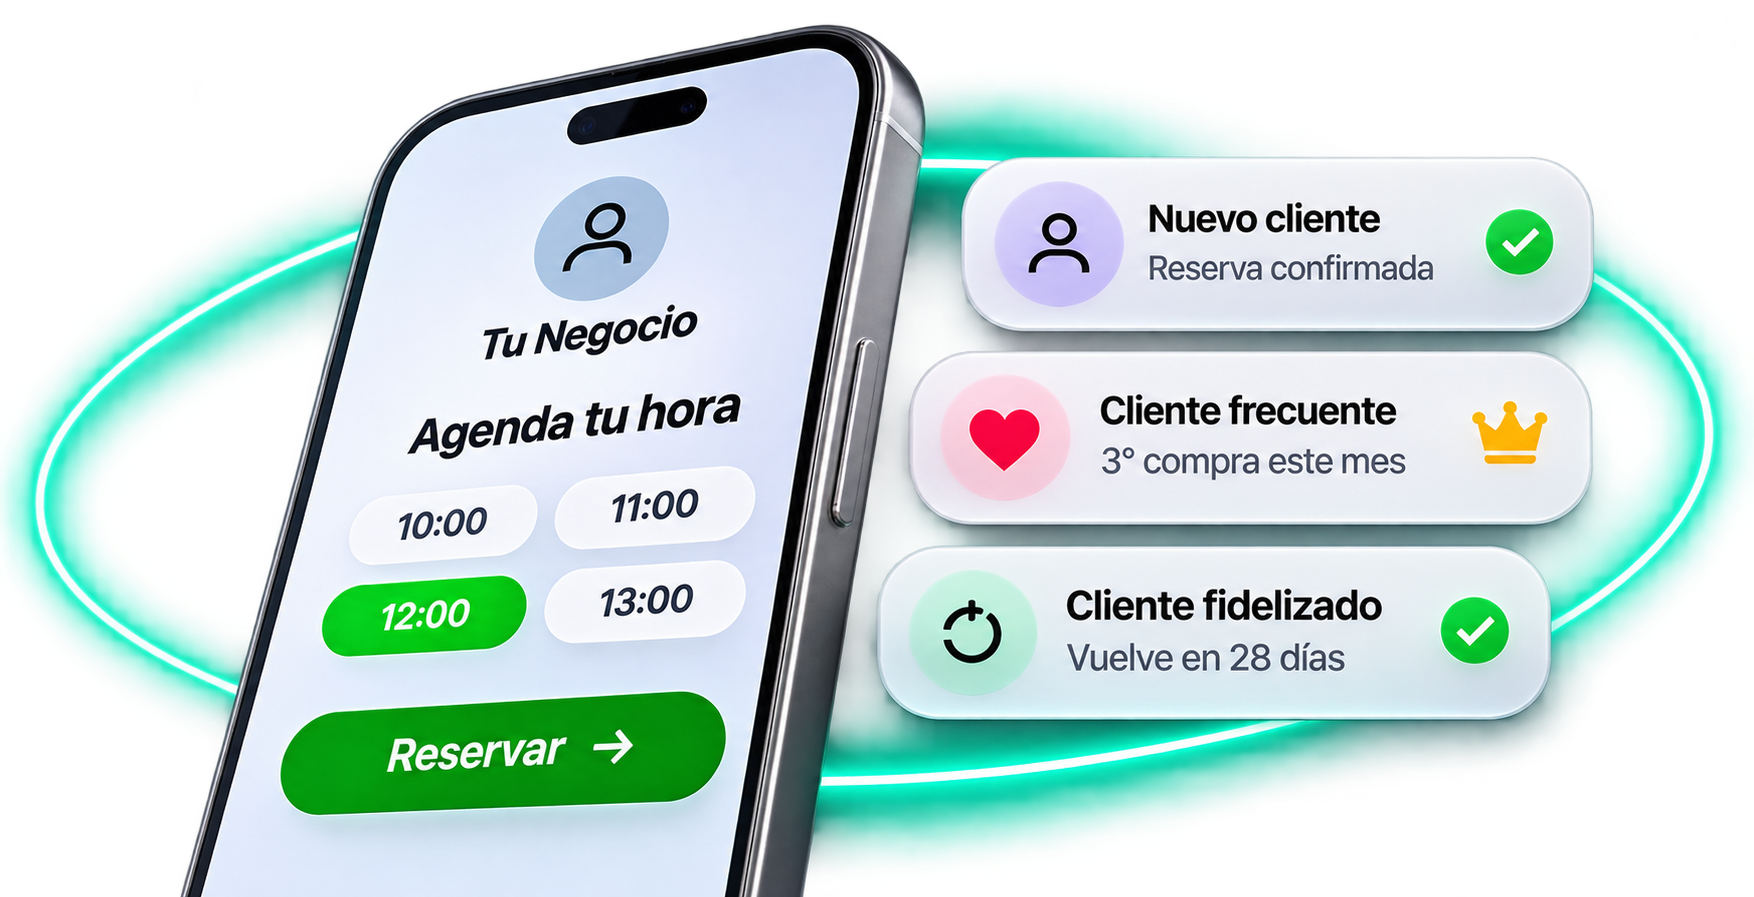 Tu Negocio
Agenda tu hora
10:00
11:00
12:00
13:00
Reservar →
Nuevo cliente
Reserva confirmada
Cliente frecuente
3° compra este mes
Cliente fidelizado
Vuelve en 28 días